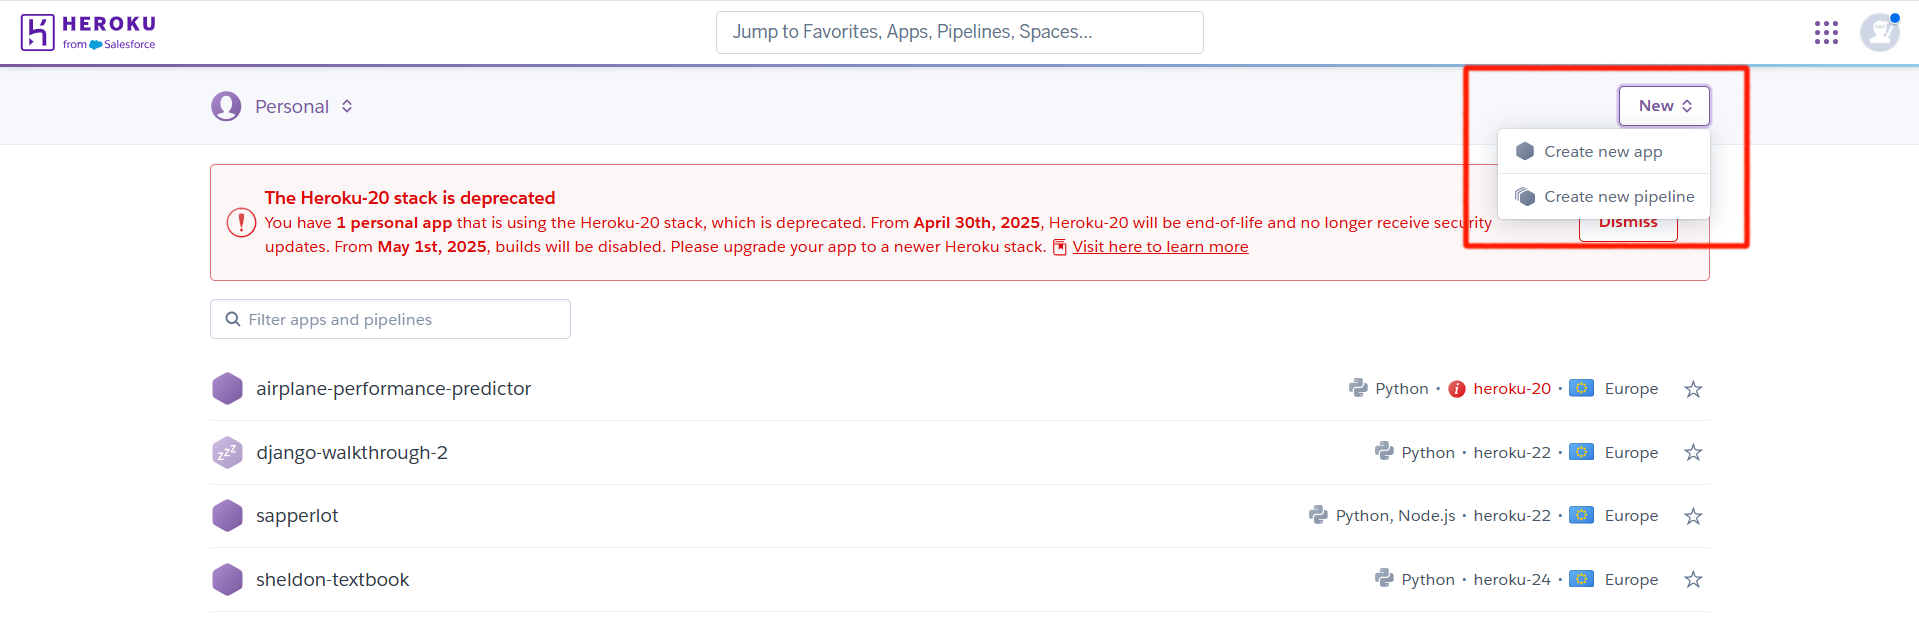 HEROKU
from Salesforce
Jump to Favorites, Apps, Pipelines, Spaces...
Personal
New
Create new app
Create new pipeline
The Heroku-20 stack is deprecated
You have 1 personal app that is using the Heroku-20 stack, which is deprecated. From April 30th, 2025, Heroku-20 will be end-of-life and no longer receive security
updates. From May 1st, 2025, builds will be disabled. Please upgrade your app to a newer Heroku stack. Visit here to learn more
Dismiss
Filter apps and pipelines
airplane-performance-predictor Python · heroku-20 · Europe
zzz django-walkthrough-2 Python · heroku-22 · Europe
sapperlot Python, Node.js · heroku-22 · Europe
sheldon-textbook Python · heroku-24 · Europe